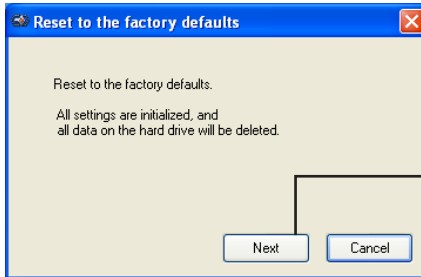 Reset to the factory defaults
Reset to the factory defaults.
All settings are initialized, and
all data on the hard drive will be deleted.
Next
Cancel